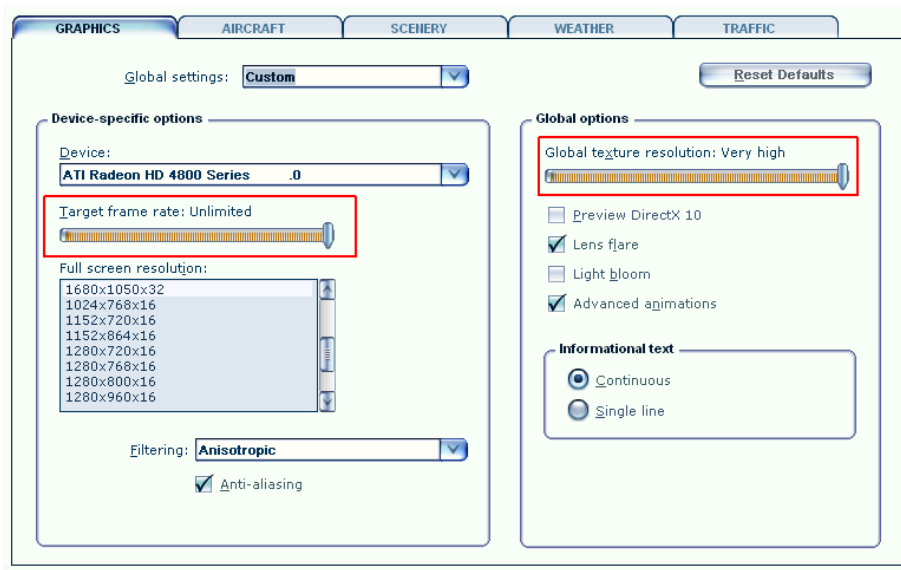 GRAPHICS AIRCRAFT SCENERY WEATHER TRAFFIC
Global settings: Custom
Reset Defaults
Device-specific options
Device:
ATI Radeon HD 4800 Series .0
Target frame rate: Unlimited
Full screen resolution:
1680x1050x32
1024x768x16
1152x720x16
1152x864x16
1280x720x16
1280x768x16
1280x800x16
1280x960x16
Filtering: Anisotropic
Anti-aliasing
Global options
Global texture resolution: Very high
Preview DirectX 10
Lens flare
Light bloom
Advanced animations
Informational text
Continuous
Single line